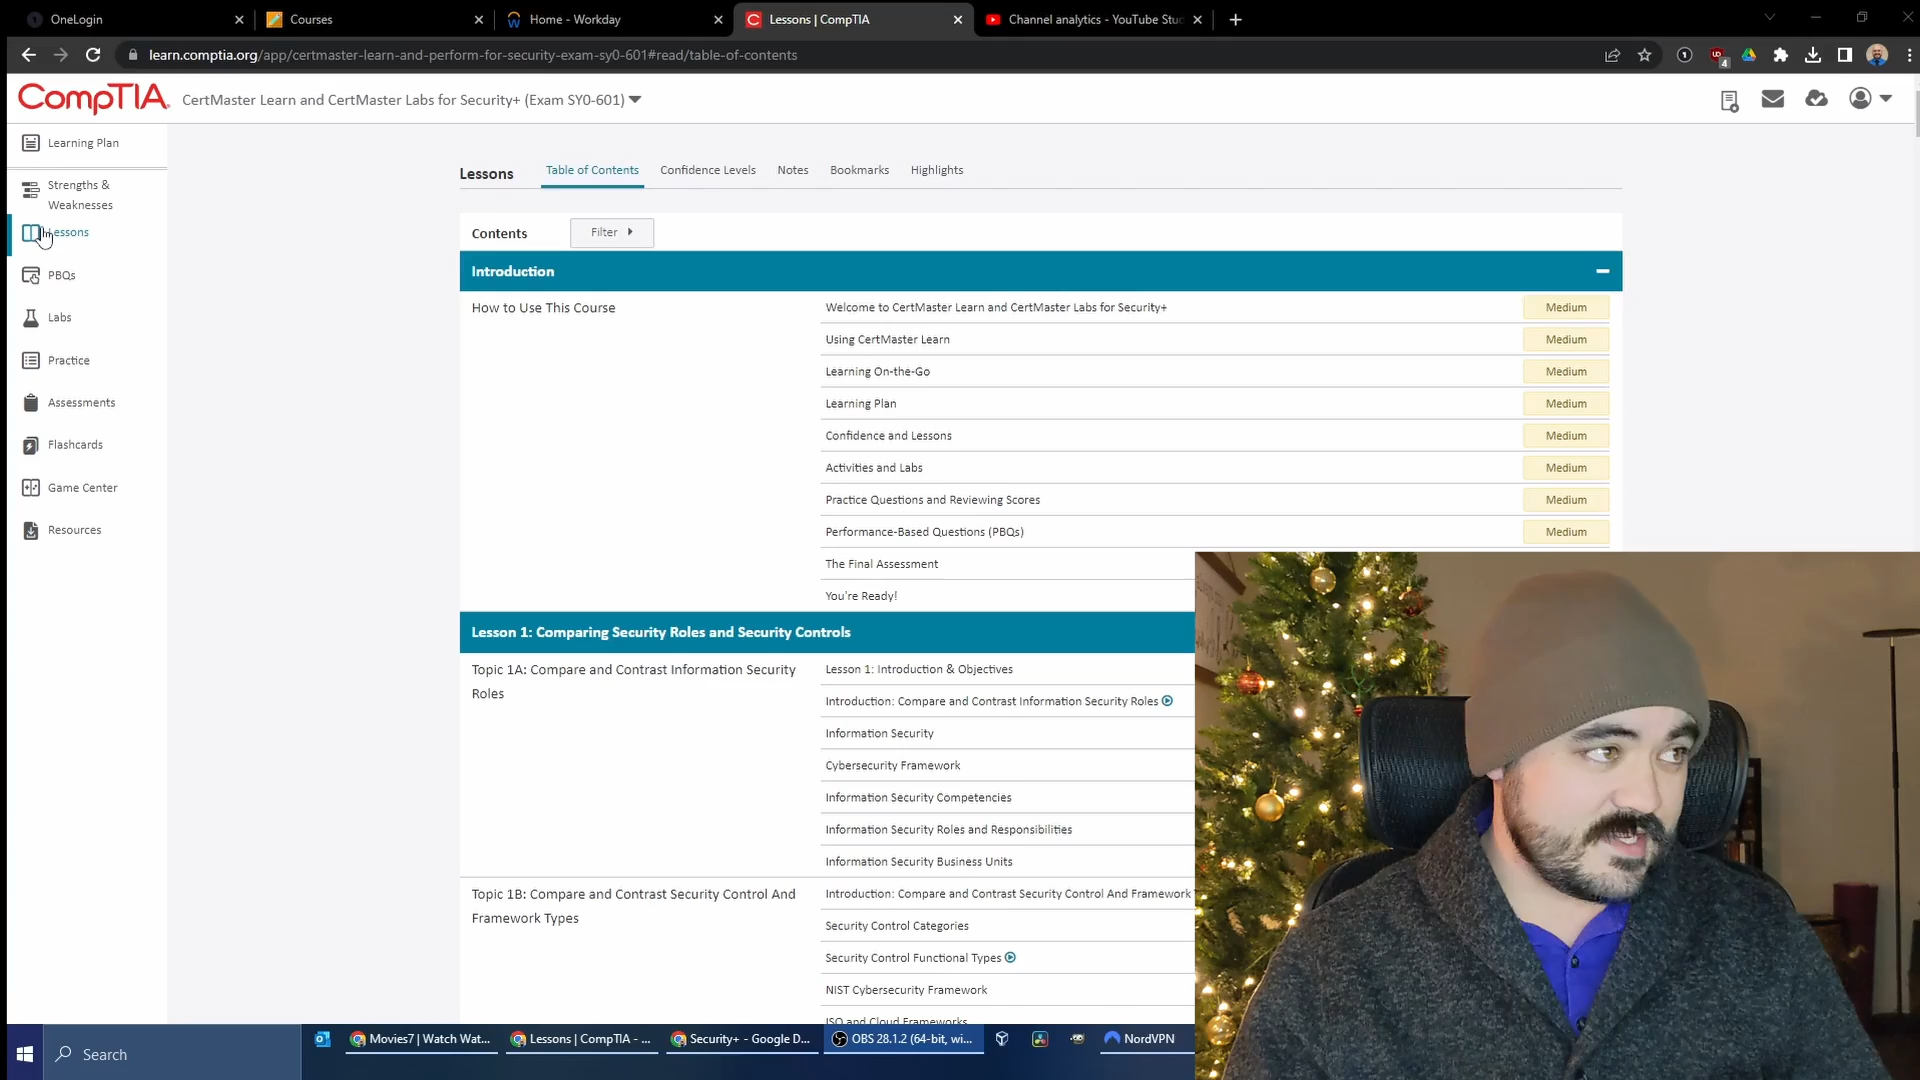 OneLogin
Courses
Home - Workday
Lessons | CompTIA
Channel analytics - YouTube Stu
learn.comptia.org/app/certmaster-learn-and-perform-for-security-exam-sy0-601#read/table-of-contents
4
CompTIA.
CertMaster Learn and CertMaster Labs for Security+ (Exam SY0-601)
Learning Plan
Strengths &
Weaknesses
Lessons
PBQs
Labs
Practice
Assessments
Flashcards
Game Center
Resources
Lessons
Table of Contents
Confidence Levels
Notes
Bookmarks
Highlights
Contents
Filter
Introduction
How to Use This Course
Welcome to CertMaster Learn and CertMaster Labs for Security+
Medium
Using CertMaster Learn
Medium
Learning On-the-Go
Medium
Learning Plan
Medium
Confidence and Lessons
Medium
Activities and Labs
Medium
Practice Questions and Reviewing Scores
Medium
Performance-Based Questions (PBQs)
Medium
The Final Assessment
You're Ready!
Lesson 1: Comparing Security Roles and Security Controls
Topic 1A: Compare and Contrast Information Security
Roles
Lesson 1: Introduction & Objectives
Introduction: Compare and Contrast Information Security Roles
Information Security
Cybersecurity Framework
Information Security Competencies
Information Security Roles and Responsibilities
Information Security Business Units
Topic 1B: Compare and Contrast Security Control And
Framework Types
Introduction: Compare and Contrast Security Control And Framework
Security Control Categories
Security Control Functional Types
NIST Cybersecurity Framework
ISO and Cloud Frameworks
Search
Movies7 | Watch Wat...
Lessons | CompTIA - ...
Security+ - Google D...
OBS 28.1.2 (64-bit, wi...
NordVPN